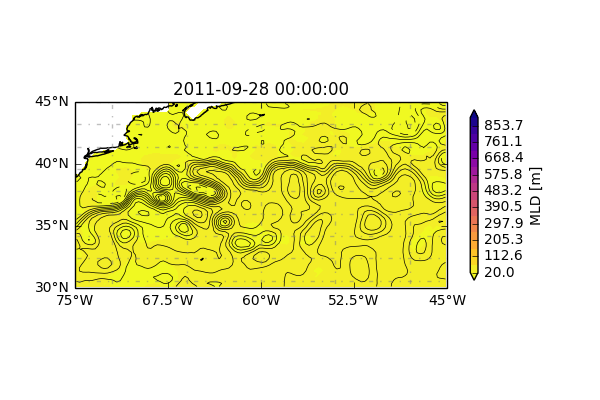 2011-09-28 00:00:00
45°N
40°N
35°N
30°N
75°W
67.5°W
60°W
52.5°W
45°W
853.7
761.1
668.4
575.8
483.2
390.5
297.9
205.3
112.6
20.0
MLD [m]